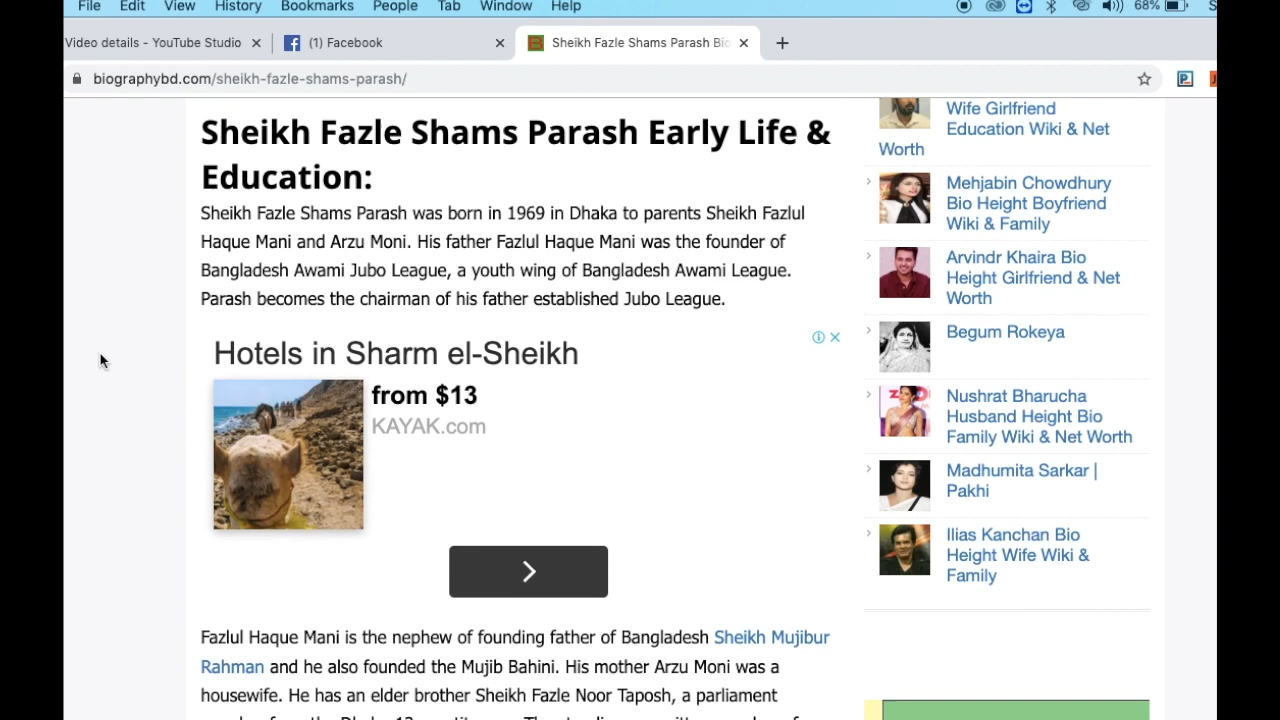 File Edit View History Bookmarks People Tab Window Help 68%
Video details - YouTube Studio
(1) Facebook
Sheikh Fazle Shams Parash Bio
biographybd.com/sheikh-fazle-shams-parash/
Sheikh Fazle Shams Parash Early Life &
Education:
Sheikh Fazle Shams Parash was born in 1969 in Dhaka to parents Sheikh Fazlul
Haque Mani and Arzu Moni. His father Fazlul Haque Mani was the founder of
Bangladesh Awami Jubo League, a youth wing of Bangladesh Awami League.
Parash becomes the chairman of his father established Jubo League.
Hotels in Sharm el-Sheikh
from $13
KAYAK.com
Fazlul Haque Mani is the nephew of founding father of Bangladesh Sheikh Mujibur
Rahman and he also founded the Mujib Bahini. His mother Arzu Moni was a
housewife. He has an elder brother Sheikh Fazle Noor Taposh, a parliament
Wife Girlfriend
Education Wiki & Net
Worth
Mehjabin Chowdhury
Bio Height Boyfriend
Wiki & Family
Arvindr Khaira Bio
Height Girlfriend & Net
Worth
Begum Rokeya
Nushrat Bharucha
Husband Height Bio
Family Wiki & Net Worth
Madhumita Sarkar |
Pakhi
Ilias Kanchan Bio
Height Wife Wiki &
Family